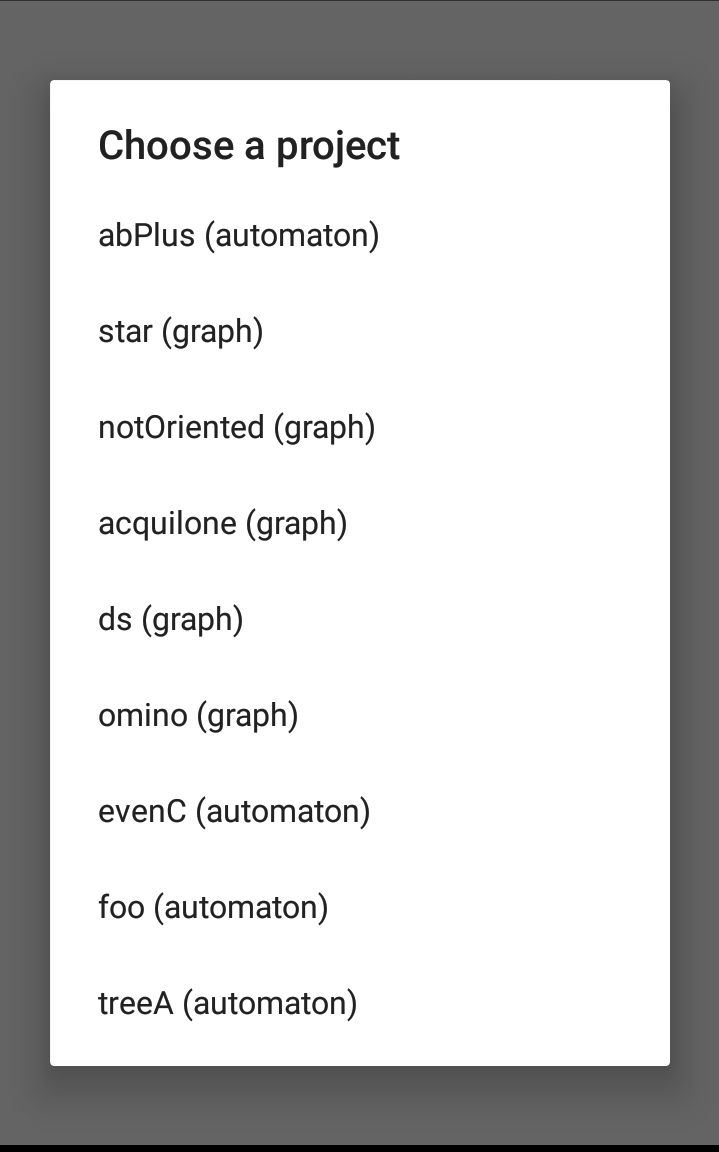 Choose a project
abPlus (automaton)
star (graph)
notOriented (graph)
acquilone (graph)
ds (graph)
omino (graph)
evenC (automaton)
foo (automaton)
treeA (automaton)